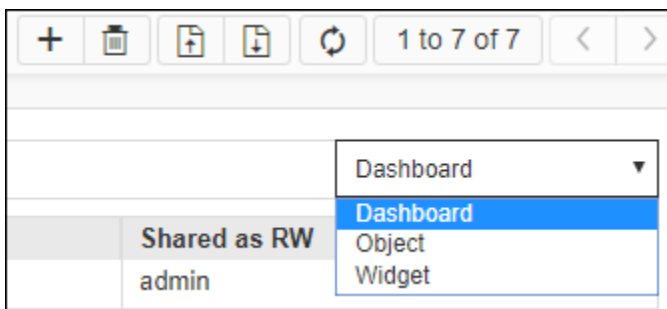 1 to 7 of 7
Dashboard
Dashboard
Shared as RW
Object
admin
Widget